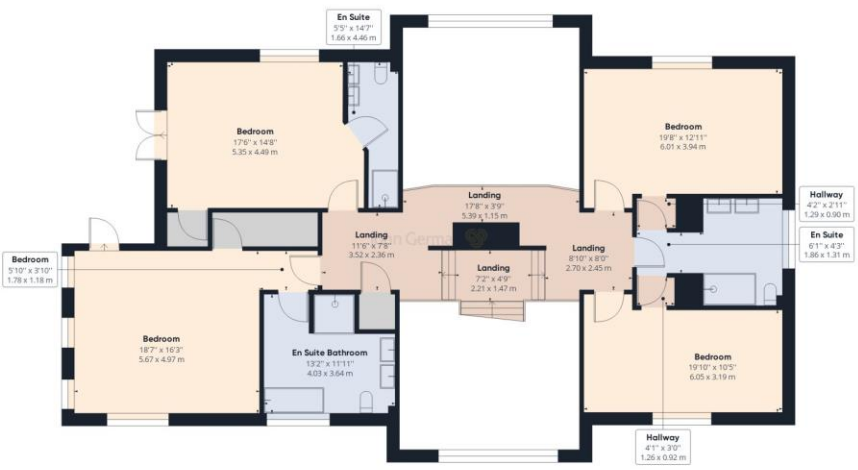 En Suite
5'5" x 14'7"
1.66 x 4.46 m
Bedroom
17'6" x 14'8"
5.35 x 4.49 m
Bedroom
19'8" x 12'11"
6.01 x 3.94 m
Landing
17'8" x 3'9"
5.39 x 1.15 m
Hallway
4'2" x 2'11"
1.29 x 0.90 m
Landing
11'6" x 7'8"
3.52 x 2.36 m
Landing
8'10" x 8'0"
2.70 x 2.45 m
En Suite
6'1" x 4'3"
1.86 x 1.31 m
Bedroom
5'10" x 3'10"
1.78 x 1.18 m
Landing
7'2" x 4'9"
2.21 x 1.47 m
Bedroom
18'7" x 16'3"
5.67 x 4.97 m
En Suite Bathroom
13'2" x 11'11"
4.03 x 3.64 m
Bedroom
19'10" x 10'5"
6.05 x 3.19 m
Hallway
4'1" x 3'0"
1.26 x 0.92 m